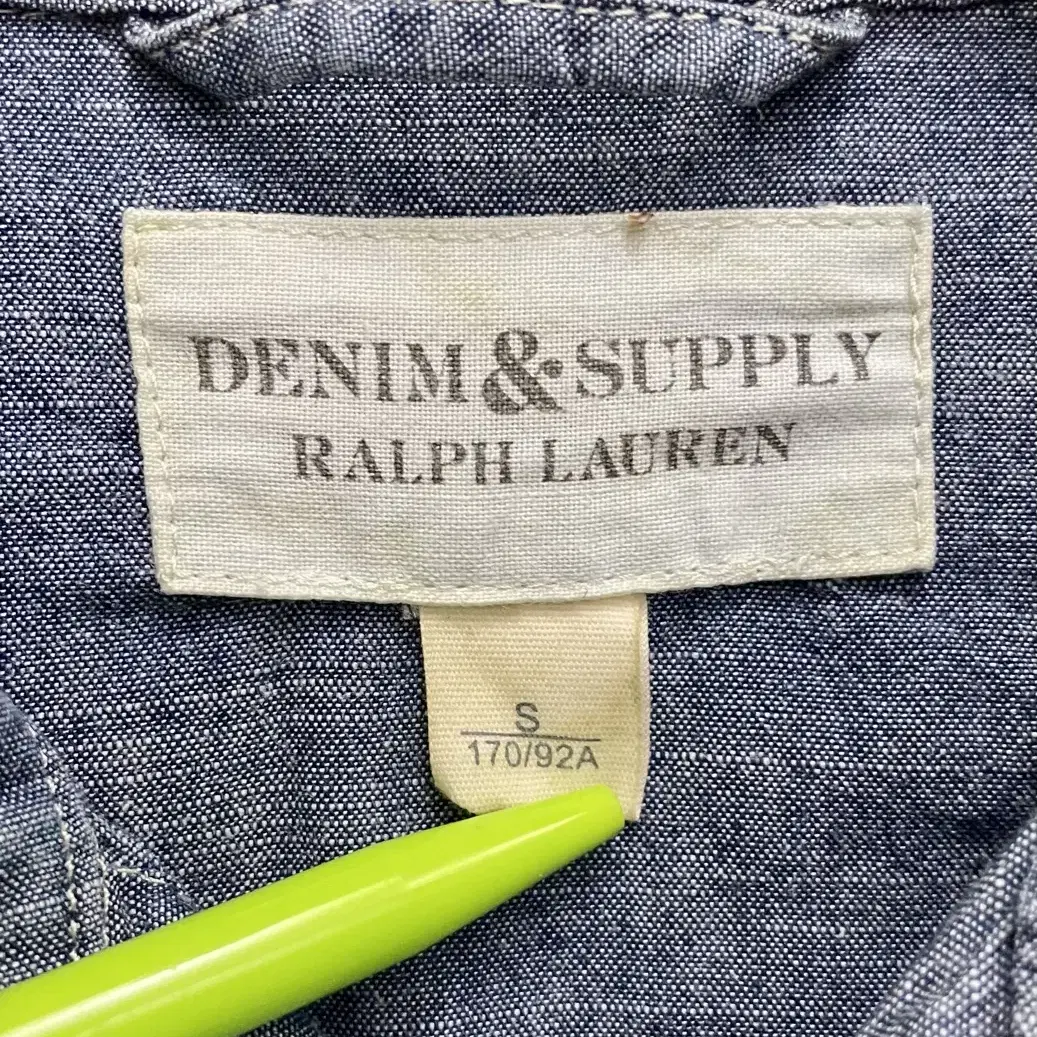 DENIM & SUPPLY
RALPH LAUREN
S
170/92A